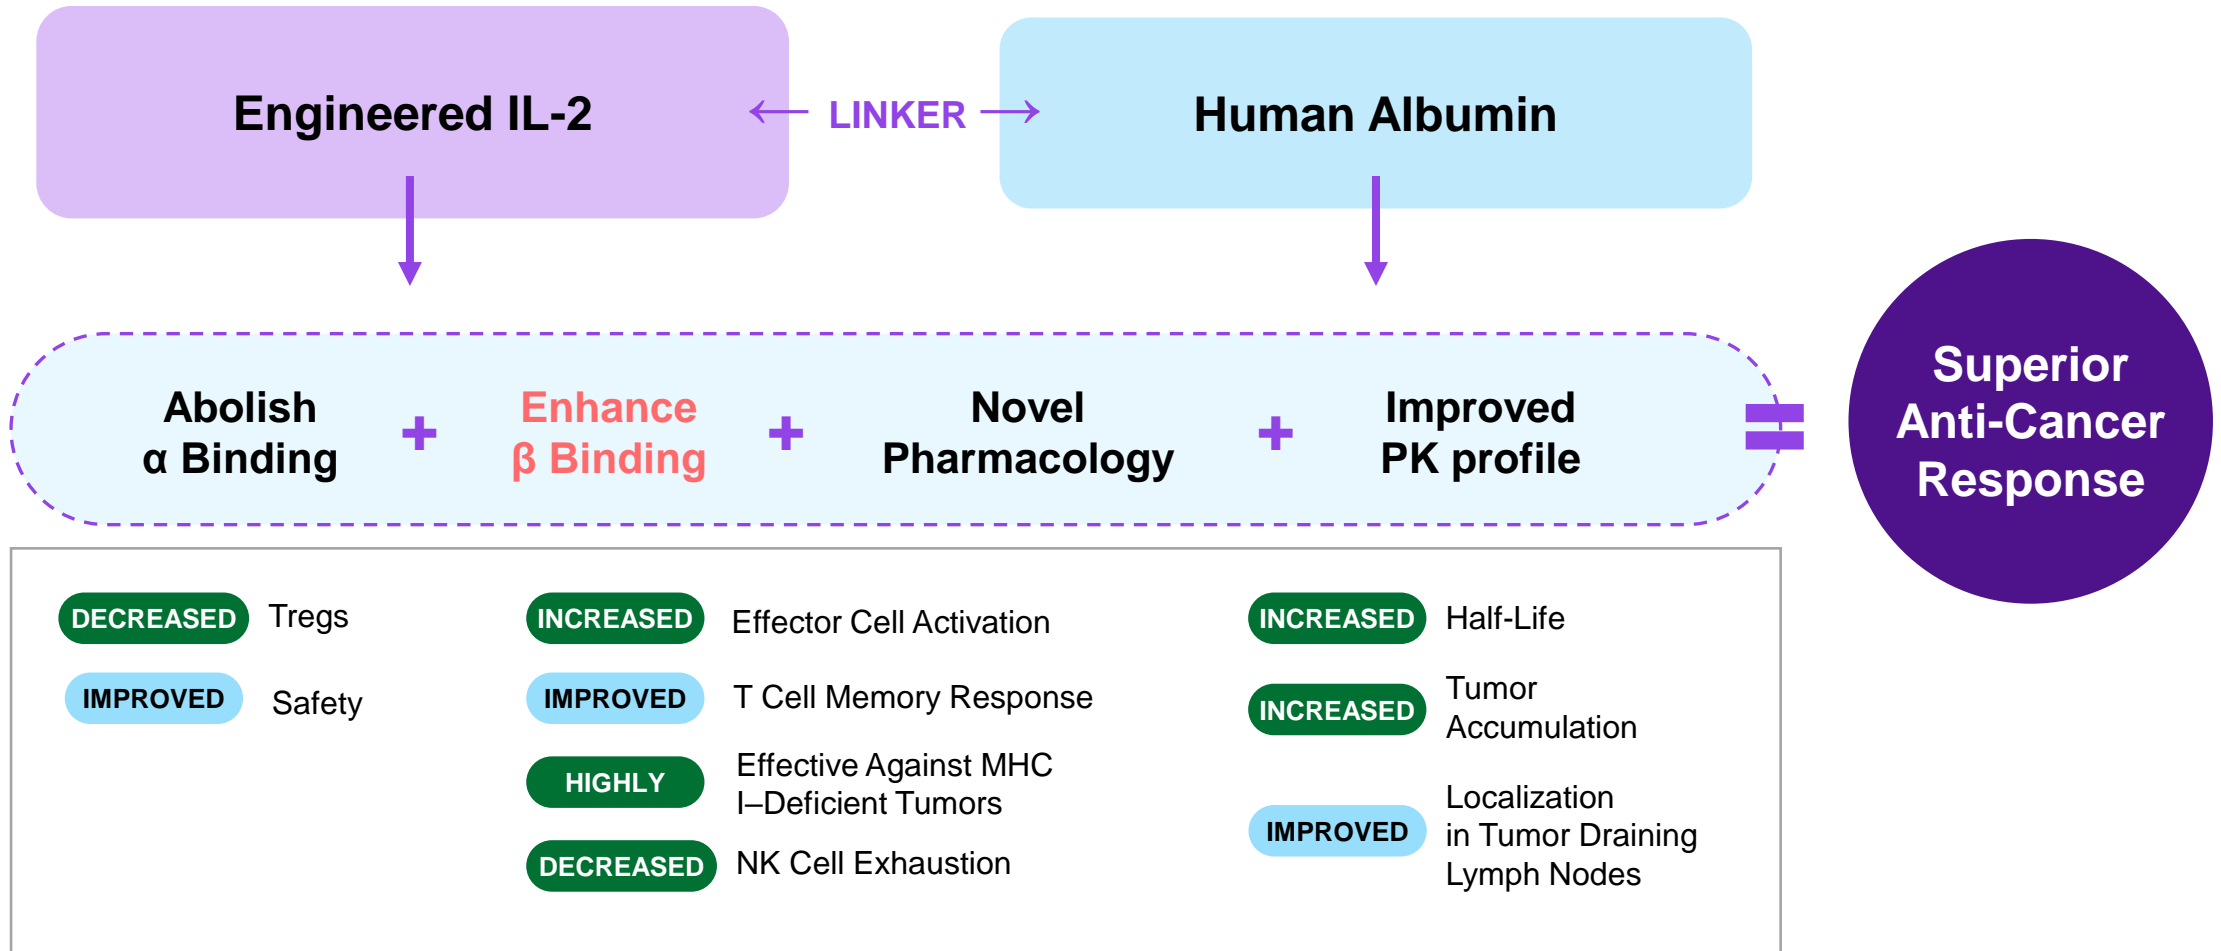 Engineered IL-2
← LINKER →
Human Albumin
Abolish
α Binding
+
Enhance
β Binding
+
Novel
Pharmacology
+
Improved
PK profile
=
Superior
Anti-Cancer
Response
DECREASED Tregs
IMPROVED Safety
INCREASED Effector Cell Activation
IMPROVED T Cell Memory Response
HIGHLY Effective Against MHC
I–Deficient Tumors
DECREASED NK Cell Exhaustion
INCREASED Half-Life
INCREASED Tumor
Accumulation
IMPROVED Localization
in Tumor Draining
Lymph Nodes